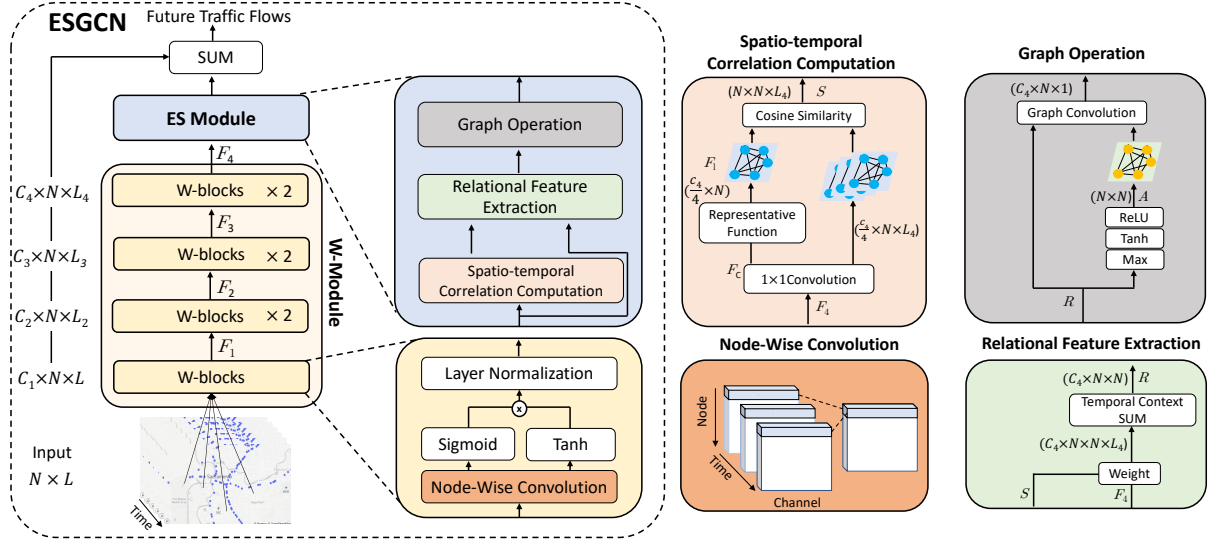 ESGCN
Future Traffic Flows
SUM
ES Module
F₄
W-blocks × 2
F₃
W-blocks × 2
F₂
W-blocks × 2
F₁
W-blocks
W-Module
C₄×N×L₄
C₃×N×L₃
C₂×N×L₂
C₁×N×L
Input
N × L
Time
Graph Operation
Relational Feature
Extraction
Spatio-temporal
Correlation Computation
Layer Normalization
x
Sigmoid
Tanh
Node-Wise Convolution
Spatio-temporal
Correlation Computation
(N×N×L₄) S
Cosine Similarity
F₁
(C₄/4 ×N)
Representative
Function
(C₄/4 ×N×L₄)
F_C
1×1Convolution
F₄
Graph Operation
(C₄×N×1)
Graph Convolution
(N×N) A
ReLU
Tanh
Max
R
Node-Wise Convolution
Node
Time
Channel
Relational Feature Extraction
(C₄×N×N) R
Temporal Context
SUM
(C₄×N×N×L₄)
Weight
S
F₄